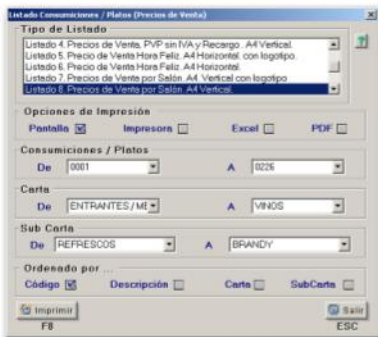 Listado Consumiciones / Platos (Precios de Venta)
Tipo de Listado
Listado 4. Precios de Venta, PVP sin IVA y Recargo . A4 Vertical.
Listado 5. Precios de Venta Hora Feliz. A4 Horizontal. con logotipo.
Listado 6. Precios de Venta Hora Feliz. A4 Horizontal.
Listado 7. Precios de Venta por Salón. A4. Vertical con logotipo
Listado 8. Precios de Venta por Salón. A4 Vertical.
Opciones de Impresión
Pantalla Impresora Excel PDF
Consumiciones / Platos
De 0001 A 0226
Carta
De ENTRANTES / ME A VINOS
Sub Carta
De REFRESCOS A BRANDY
Ordenado por ...
Código Descripción Carta SubCarta
Imprimir Salir
F8 ESC